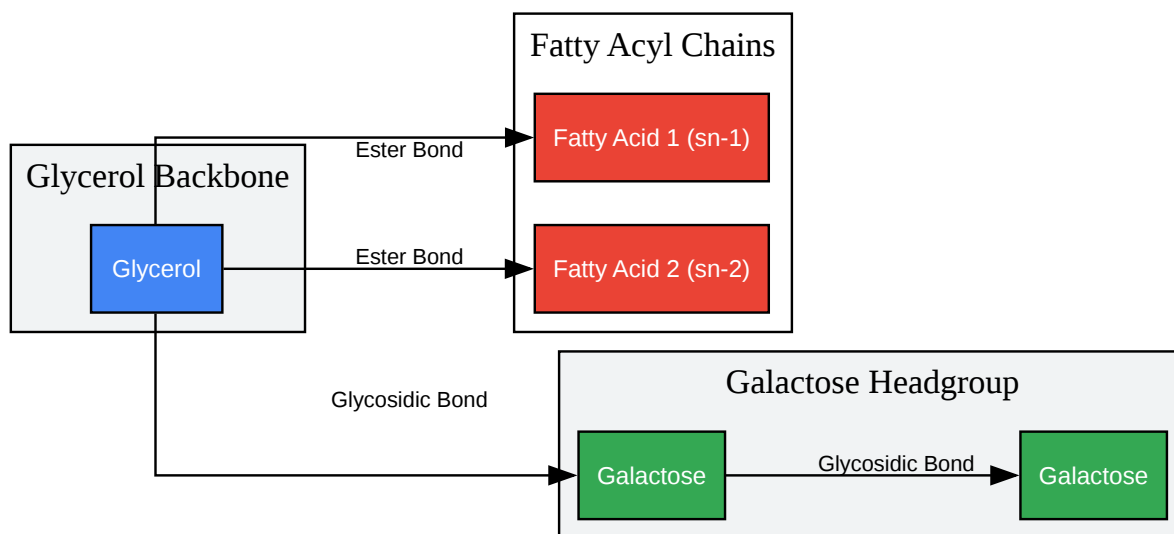 Fatty Acyl Chains
Fatty Acid 1 (sn-1)
Ester Bond
Glycerol Backbone
Glycerol
Ester Bond
Fatty Acid 2 (sn-2)
Glycosidic Bond
Galactose Headgroup
Galactose
Glycosidic Bond
Galactose